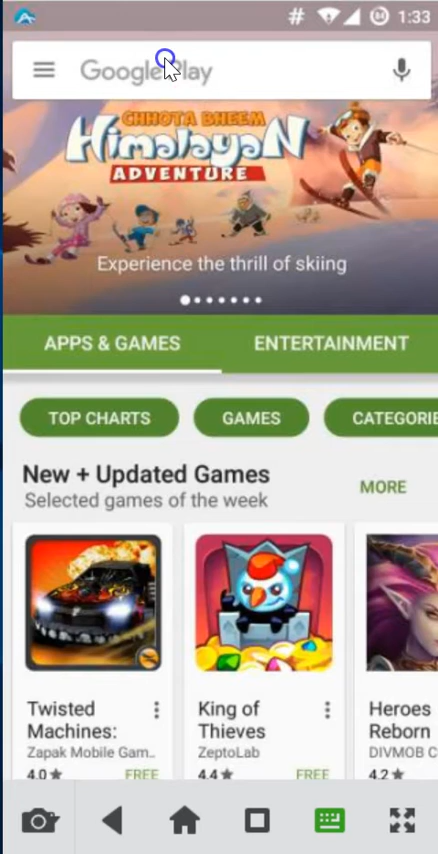 # 1:33
Google Play
CHHOTA BHEEM
Himalayan
ADVENTURE
Experience the thrill of skiing
APPS & GAMES ENTERTAINMENT
TOP CHARTS GAMES CATEGORIE
New + Updated Games
Selected games of the week
MORE
Twisted
Machines:
Zapak Mobile Gam..
4.0★ FREE
King of
Thieves
ZeptoLab
4.4★ FREE
Heroes
Reborn
DIVMOB C
4.2★